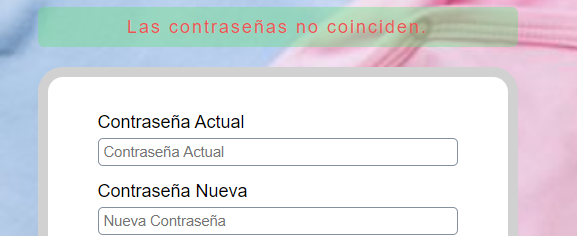 Las contraseñas no coinciden.
Contraseña Actual
Contraseña Actual
Contraseña Nueva
Nueva Contraseña